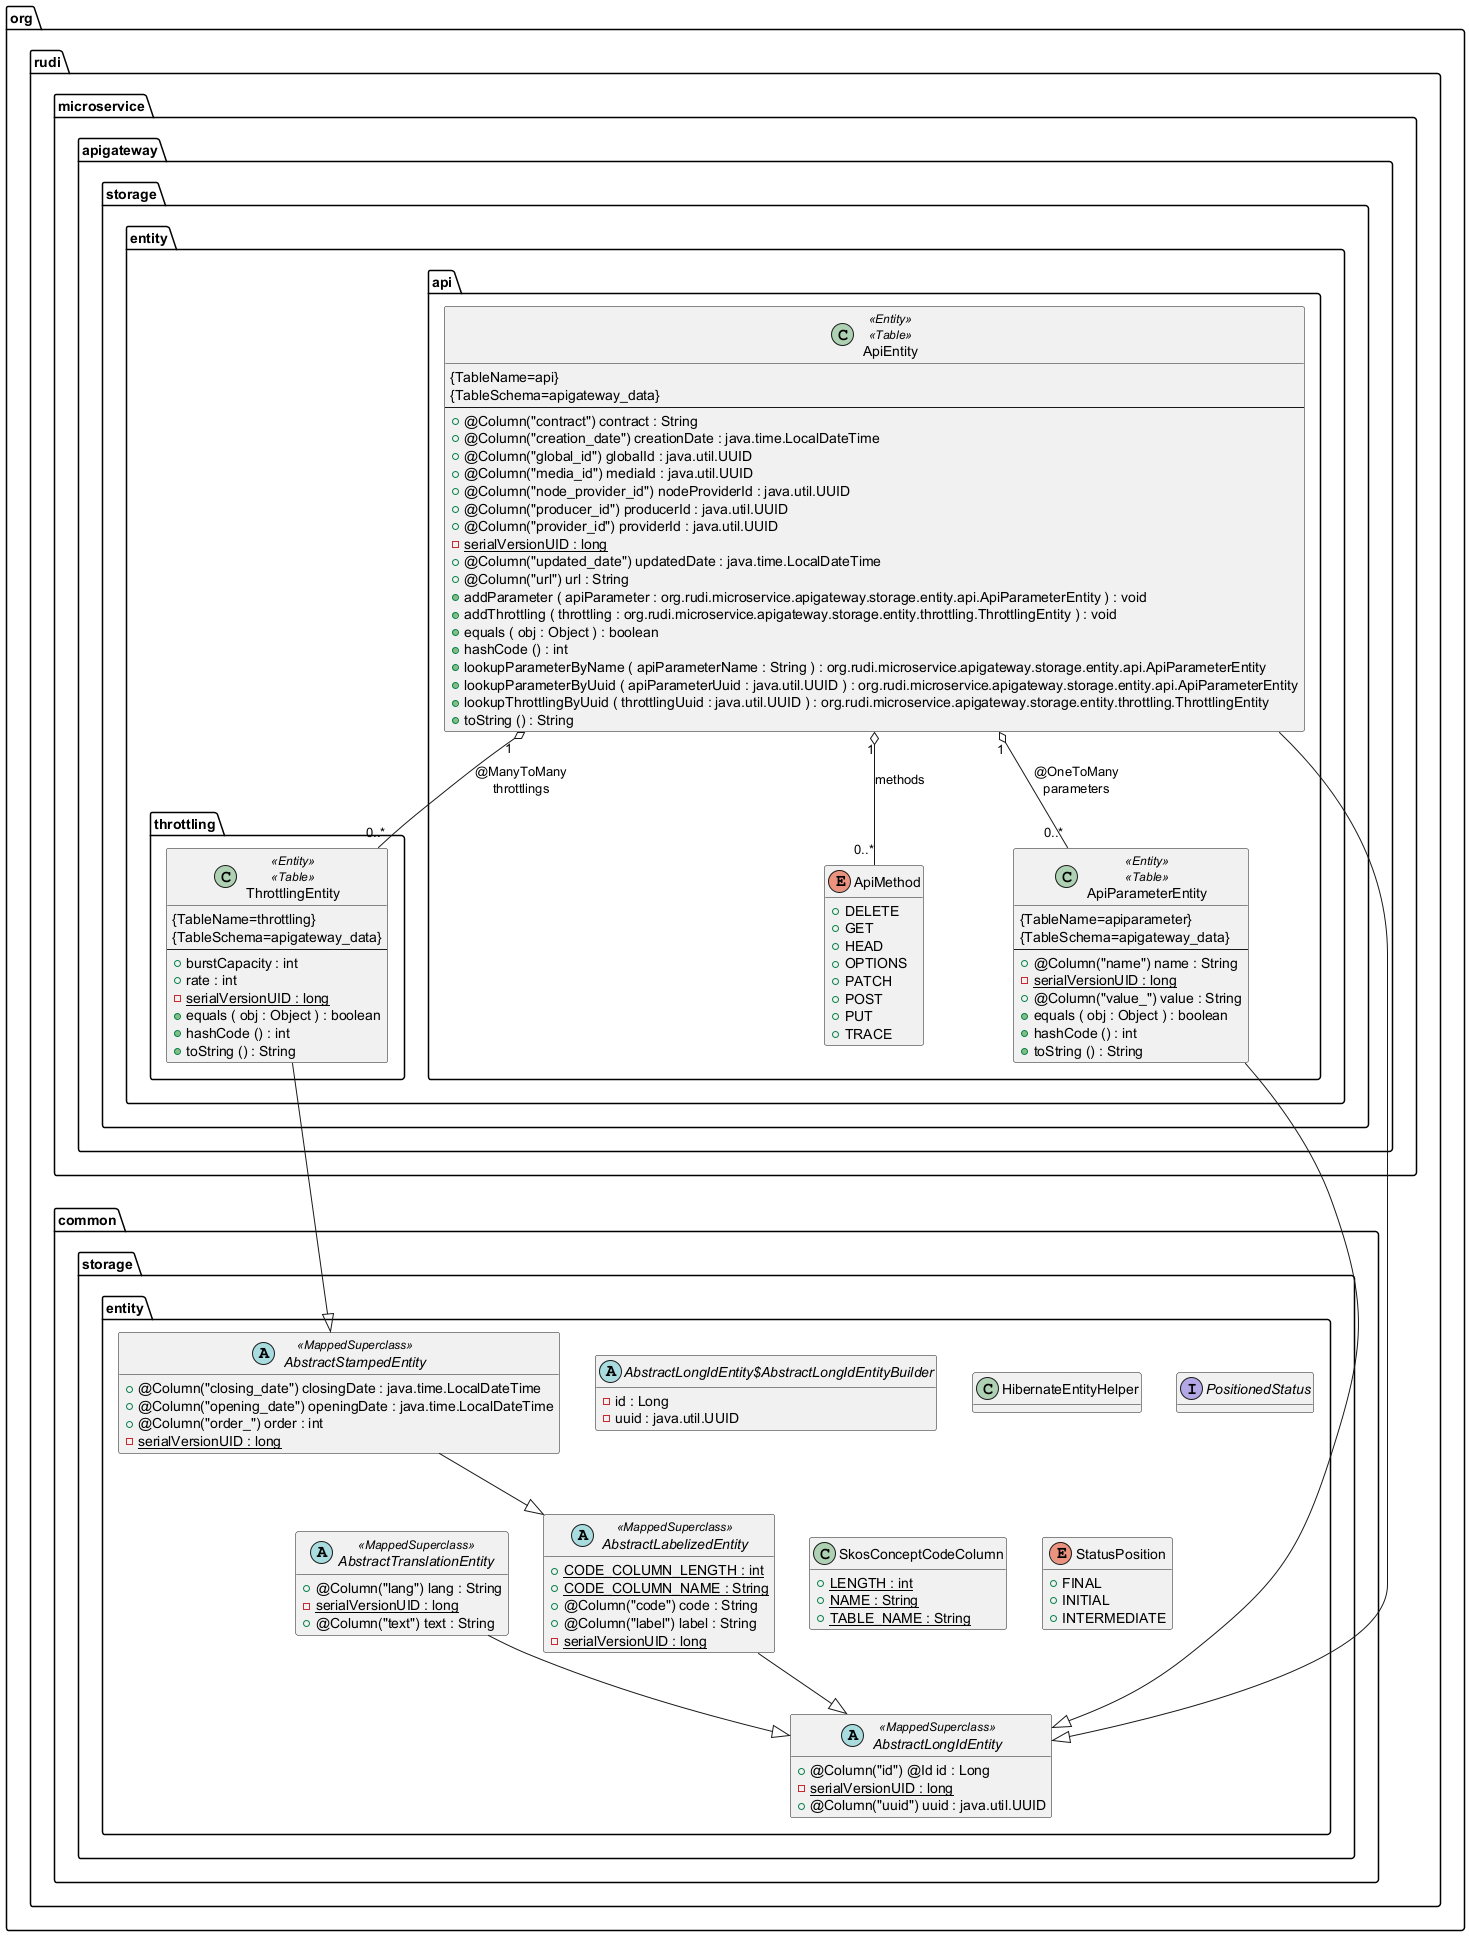 org
rudi
microservice
apigateway
storage
entity
api
«Entity»
«Table»
C
ApiEntity
{TableName=api}
{TableSchema=apigateway_data}
@Column("contract") contract : String
@Column("creation_date") creationDate : java.time.LocalDateTime
@Column("global_id") globalId : java.util.UUID
@Column("media_id") mediaId : java.util.UUID
@Column("node_provider_id") nodeProviderId : java.util.UUID
@Column("producer_id") producerId : java.util.UUID
@Column("provider_id") providerId : java.util.UUID
serialVersionUID : long
@Column("updated_date") updatedDate : java.time.LocalDateTime
@Column("url") url : String
addParameter ( apiParameter : org.rudi.microservice.apigateway.storage.entity.api.ApiParameterEntity ) : void
addThrottling ( throttling : org.rudi.microservice.apigateway.storage.entity.throttling.ThrottlingEntity ) : void
equals ( obj : Object ) : boolean
hashCode () : int
lookupParameterByName ( apiParameterName : String ) : org.rudi.microservice.apigateway.storage.entity.api.ApiParameterEntity
lookupParameterByUuid ( apiParameterUuid : java.util.UUID ) : org.rudi.microservice.apigateway.storage.entity.api.ApiParameterEntity
lookupThrottlingByUuid ( throttlingUuid : java.util.UUID ) : org.rudi.microservice.apigateway.storage.entity.throttling.ThrottlingEntity
toString () : String
1
1
1
@ManyToMany
throttlings
methods
@OneToMany
parameters
0..*
0..*
0..*
throttling
«Entity»
«Table»
C
ThrottlingEntity
{TableName=throttling}
{TableSchema=apigateway_data}
burstCapacity : int
rate : int
serialVersionUID : long
equals ( obj : Object ) : boolean
hashCode () : int
toString () : String
E
ApiMethod
DELETE
GET
HEAD
OPTIONS
PATCH
POST
PUT
TRACE
«Entity»
«Table»
C
ApiParameterEntity
{TableName=apiparameter}
{TableSchema=apigateway_data}
@Column("name") name : String
serialVersionUID : long
@Column("value_") value : String
equals ( obj : Object ) : boolean
hashCode () : int
toString () : String
common
storage
entity
«MappedSuperclass»
A
AbstractStampedEntity
@Column("closing_date") closingDate : java.time.LocalDateTime
@Column("opening_date") openingDate : java.time.LocalDateTime
@Column("order_") order : int
serialVersionUID : long
A
AbstractLongIdEntity$AbstractLongIdEntityBuilder
id : Long
uuid : java.util.UUID
C
HibernateEntityHelper
I
PositionedStatus
«MappedSuperclass»
A
AbstractTranslationEntity
@Column("lang") lang : String
serialVersionUID : long
@Column("text") text : String
«MappedSuperclass»
A
AbstractLabelizedEntity
CODE_COLUMN_LENGTH : int
CODE_COLUMN_NAME : String
@Column("code") code : String
@Column("label") label : String
serialVersionUID : long
C
SkosConceptCodeColumn
LENGTH : int
NAME : String
TABLE_NAME : String
E
StatusPosition
FINAL
INITIAL
INTERMEDIATE
«MappedSuperclass»
A
AbstractLongIdEntity
@Column("id") @Id id : Long
serialVersionUID : long
@Column("uuid") uuid : java.util.UUID